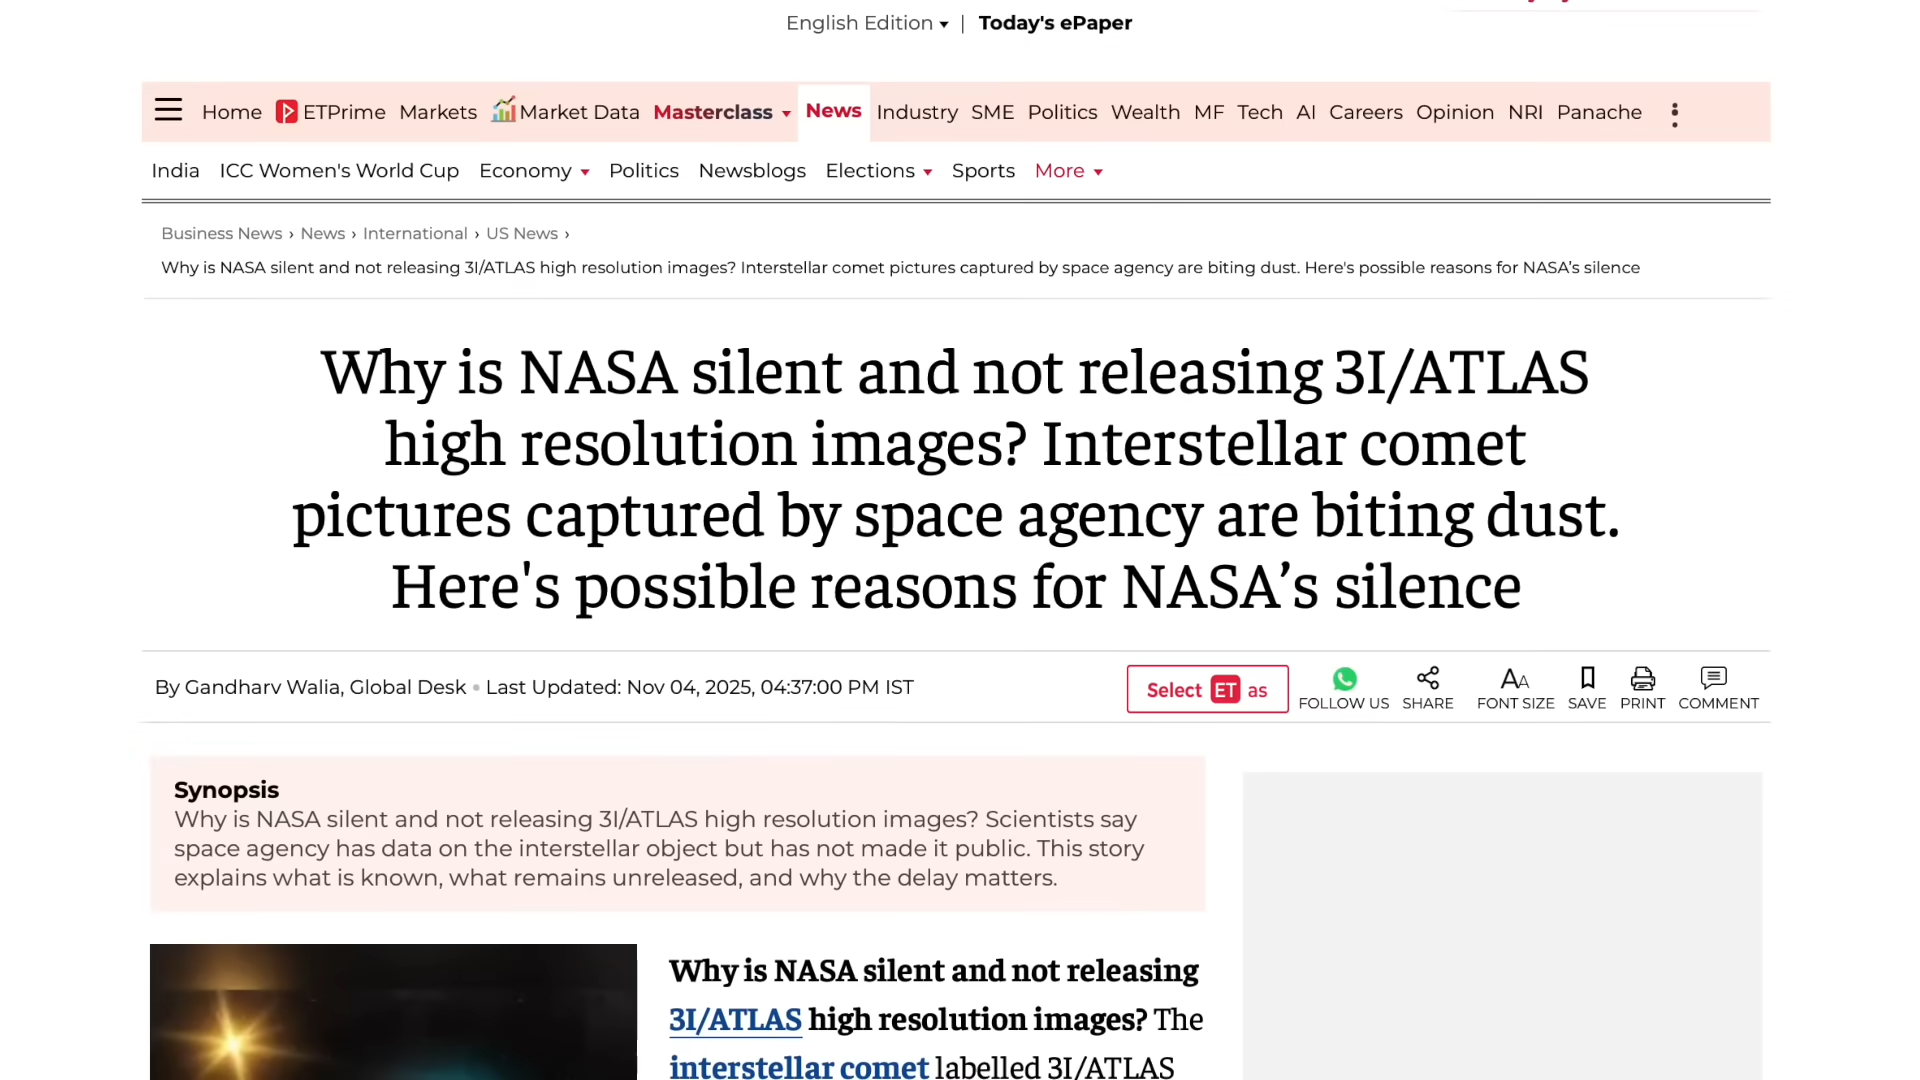 English Edition | Today's ePaper
Home ETPrime Markets Market Data Masterclass News Industry SME Politics Wealth MF Tech AI Careers Opinion NRI Panache
India ICC Women's World Cup Economy Politics Newsblogs Elections Sports More
Business News › News › International › US News ›
Why is NASA silent and not releasing 3I/ATLAS high resolution images? Interstellar comet pictures captured by space agency are biting dust. Here's possible reasons for NASA’s silence
Why is NASA silent and not releasing 3I/ATLAS
high resolution images? Interstellar comet
pictures captured by space agency are biting dust.
Here's possible reasons for NASA’s silence
By Gandharv Walia, Global Desk • Last Updated: Nov 04, 2025, 04:37:00 PM IST
Select ET as
FOLLOW US SHARE FONT SIZE SAVE PRINT COMMENT
Synopsis
Why is NASA silent and not releasing 3I/ATLAS high resolution images? Scientists say
space agency has data on the interstellar object but has not made it public. This story
explains what is known, what remains unreleased, and why the delay matters.
Why is NASA silent and not releasing
3I/ATLAS high resolution images? The
interstellar comet labelled 3I/ATLAS